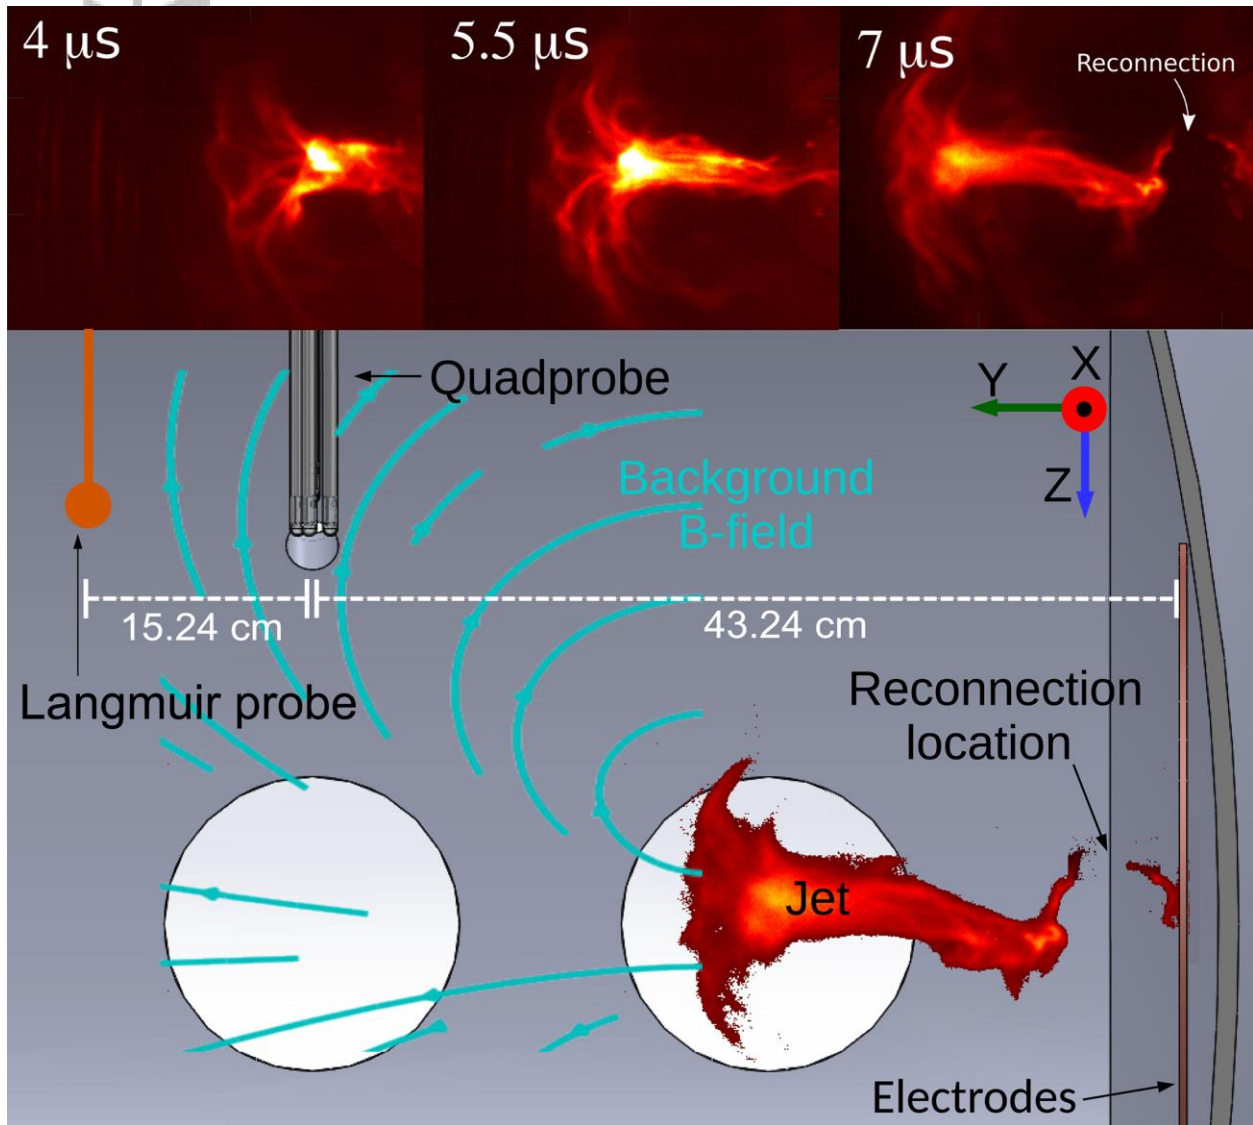 4 μs
5.5 μs
7 μs
Reconnection
Quadprobe
Y
X
Z
Background
B-field
15.24 cm
43.24 cm
Langmuir probe
Reconnection
location
Jet
Electrodes